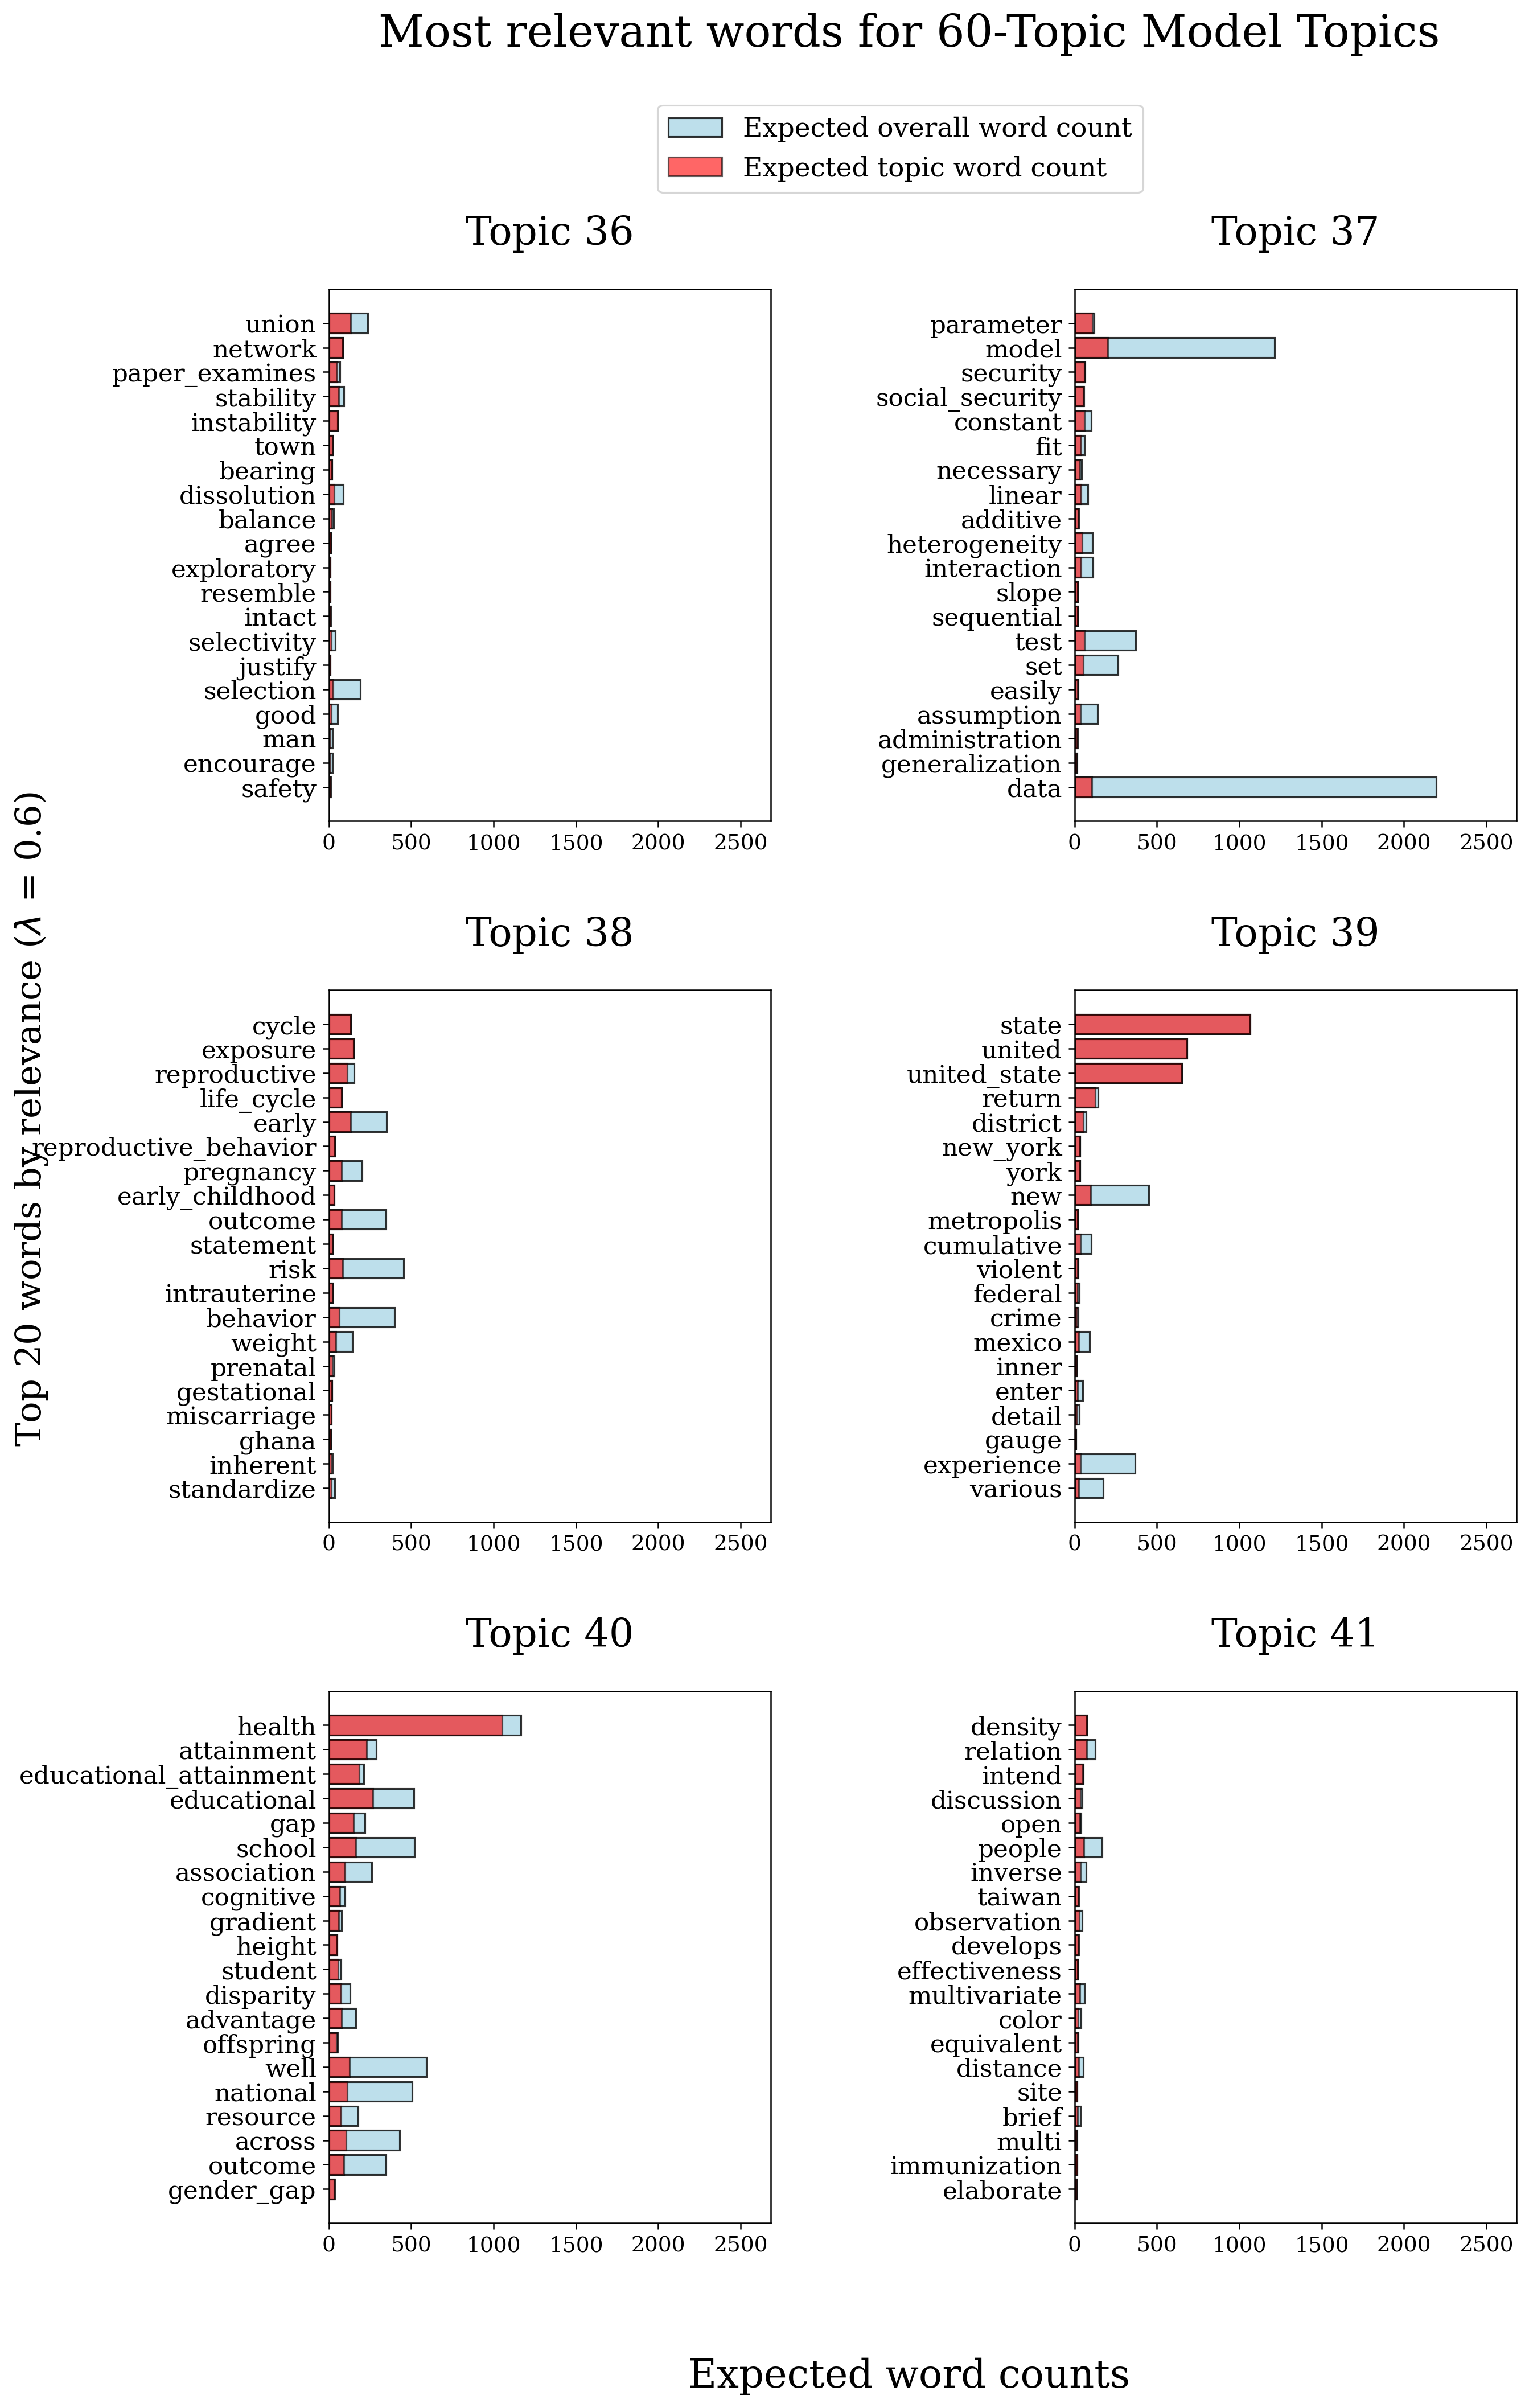 Most relevant words for 60-Topic Model Topics
Expected overall word count
Expected topic word count
Top 20 words by relevance (λ = 0.6)
Topic 36
union
network
paper_examines
stability
instability
town
bearing
dissolution
balance
agree
exploratory
resemble
intact
selectivity
justify
selection
good
man
encourage
safety
0 500 1000 1500 2000 2500
Topic 37
parameter
model
security
social_security
constant
fit
necessary
linear
additive
heterogeneity
interaction
slope
sequential
test
set
easily
assumption
administration
generalization
data
0 500 1000 1500 2000 2500
Topic 38
cycle
exposure
reproductive
life_cycle
early
reproductive_behavior
pregnancy
early_childhood
outcome
statement
risk
intrauterine
behavior
weight
prenatal
gestational
miscarriage
ghana
inherent
standardize
0 500 1000 1500 2000 2500
Topic 39
state
united
united_state
return
district
new_york
york
new
metropolis
cumulative
violent
federal
crime
mexico
inner
enter
detail
gauge
experience
various
0 500 1000 1500 2000 2500
Topic 40
health
attainment
educational_attainment
educational
gap
school
association
cognitive
gradient
height
student
disparity
advantage
offspring
well
national
resource
across
outcome
gender_gap
0 500 1000 1500 2000 2500
Topic 41
density
relation
intend
discussion
open
people
inverse
taiwan
observation
develops
effectiveness
multivariate
color
equivalent
distance
site
brief
multi
immunization
elaborate
0 500 1000 1500 2000 2500
Expected word counts